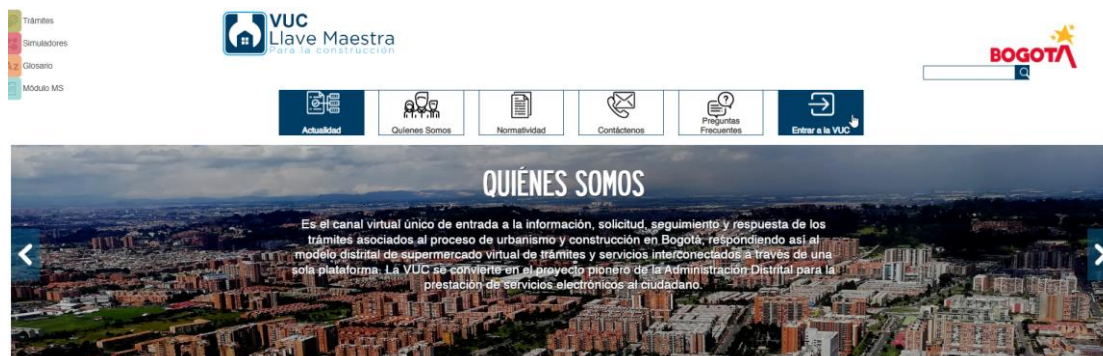 Trámites
Simuladores
Glosario
Módulo MS
VUC
Llave Maestra
Para la construcción
BOGOTÁ
Actualidad
Quienes Somos
Normatividad
Contáctenos
Preguntas
Frecuentes
Entrar a la VUC
QUIÉNES SOMOS
Es el canal virtual único de entrada a la información, solicitud, seguimiento y respuesta de los
trámites asociados al proceso de urbanismo y construcción en Bogotá, respondiendo así al
modelo distrital de supermercado virtual de trámites y servicios interconectados a través de una
sola plataforma. La VUC se convierte en el proyecto pionero de la Administración Distrital para la
prestación de servicios electrónicos al ciudadano.